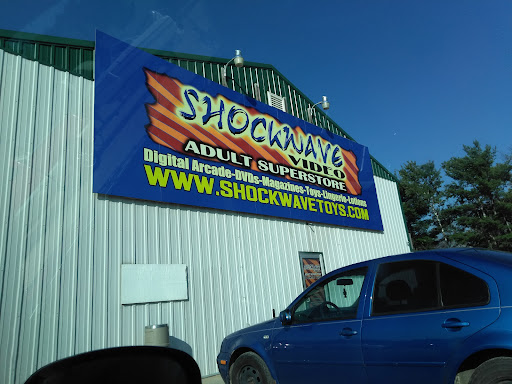 SHOCKWAVE
VIDEO
ADULT SUPERSTORE
Digital Arcade-DVDs-Magazines-Toys-Lingerie-Lotions
WWW.SHOCKWAVETOYS.COM